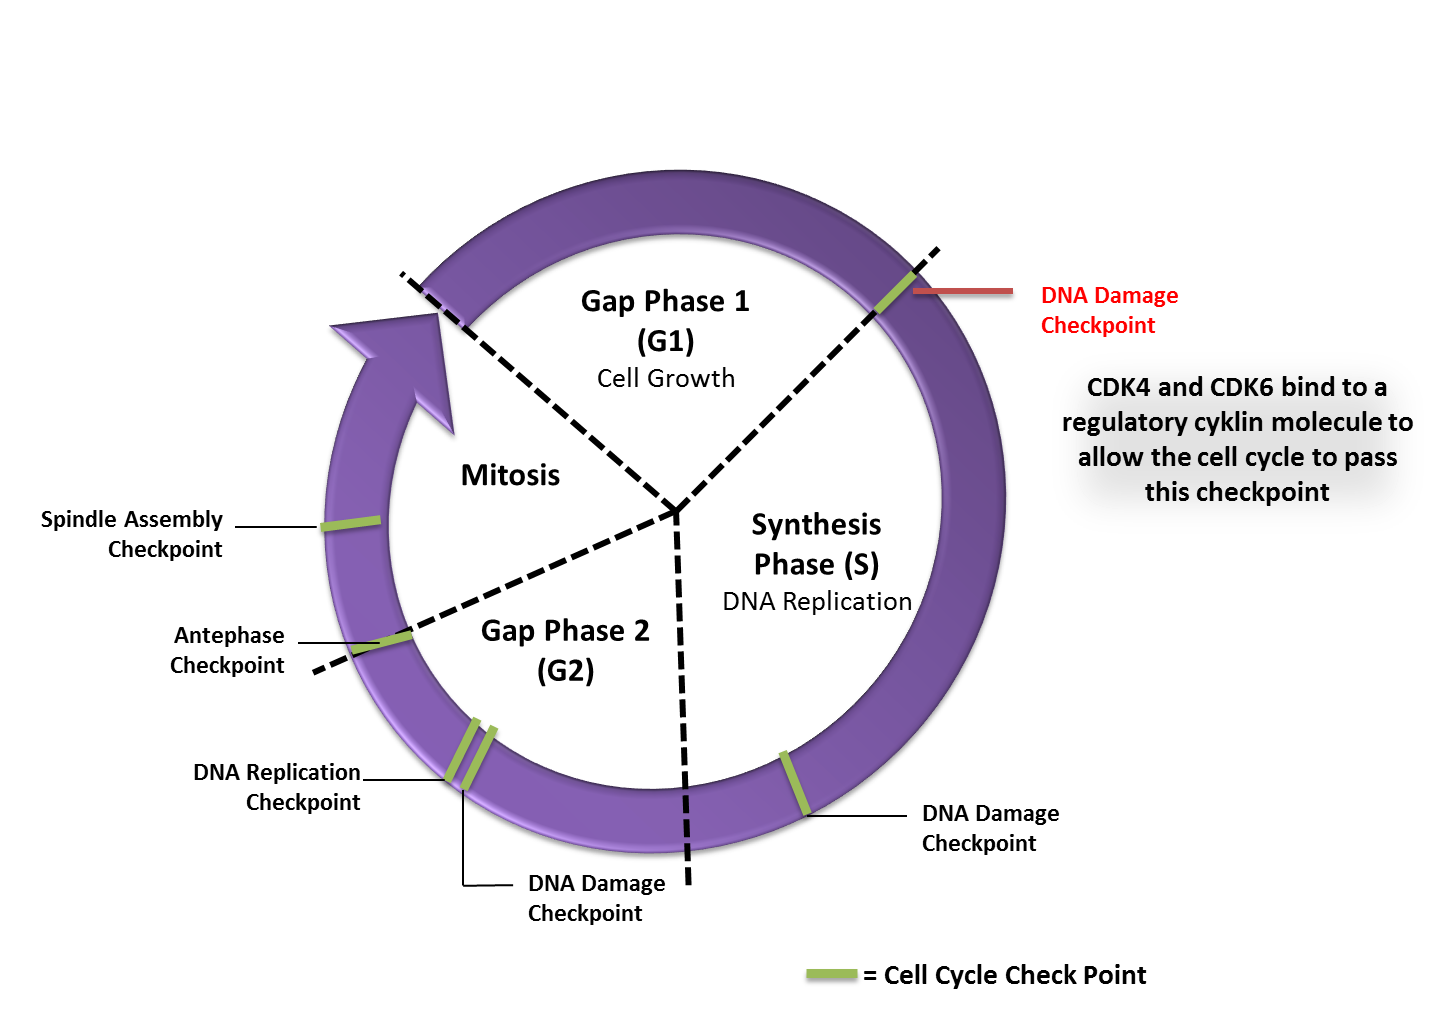 Gap Phase 1
(G1)
Cell Growth
DNA Damage
Checkpoint
CDK4 and CDK6 bind to a
regulatory cyklin molecule to
allow the cell cycle to pass
this checkpoint
Mitosis
Synthesis
Phase (S)
DNA Replication
Spindle Assembly
Checkpoint
Antephase
Checkpoint
Gap Phase 2
(G2)
DNA Replication
Checkpoint
DNA Damage
Checkpoint
DNA Damage
Checkpoint
= Cell Cycle Check Point